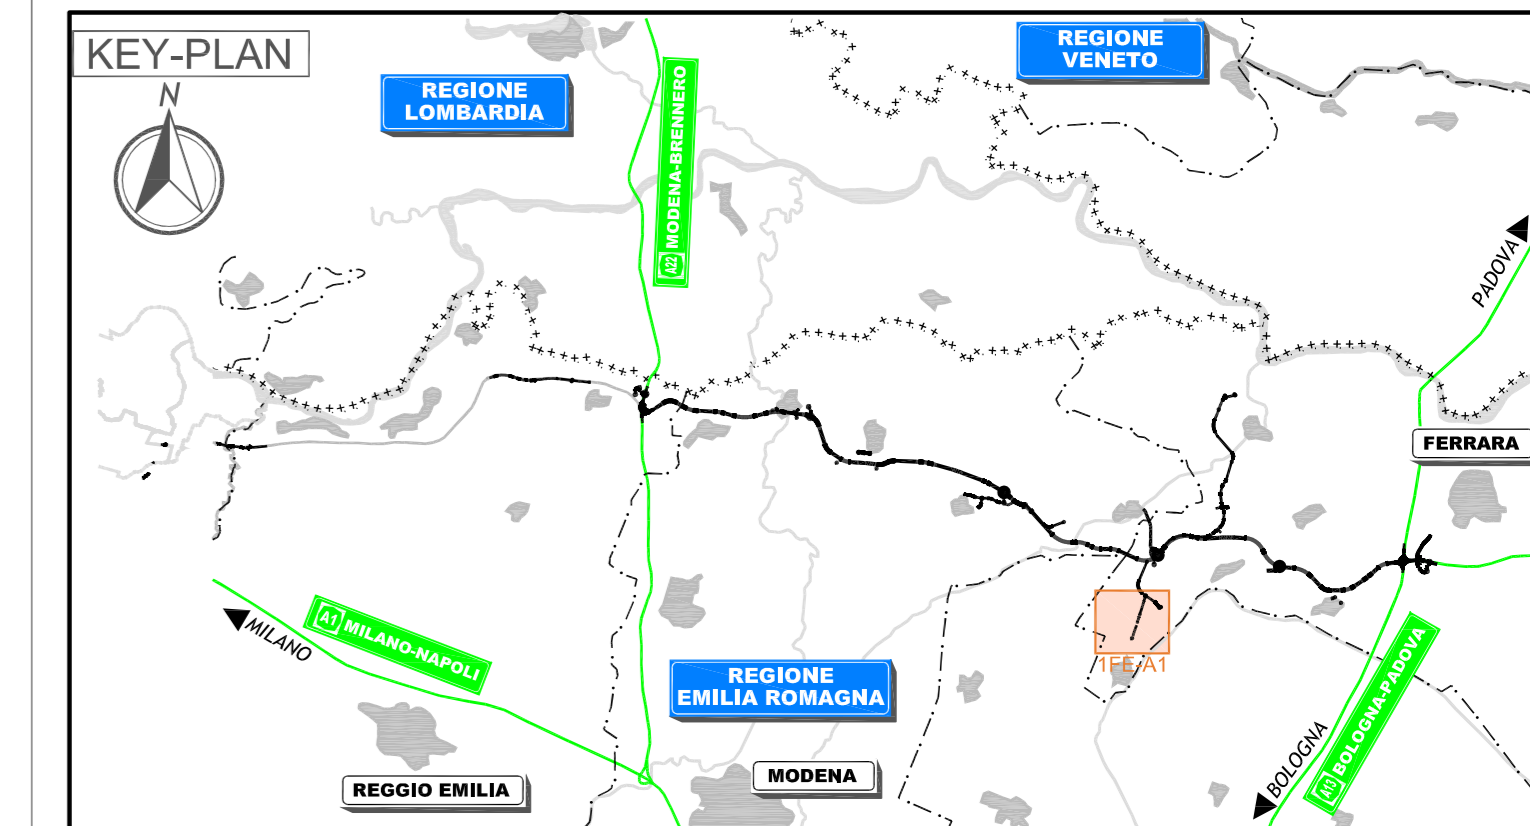 KEY-PLAN
N
REGIONE
LOMBARDIA
REGIONE
VENETO
A22 MODENA-BRENNERO
PADOVA
FERRARA
MILANO
A1 MILANO-NAPOLI
REGIONE
EMILIA ROMAGNA
1FE-A1
A13 BOLOGNA-PADOVA
BOLOGNA
REGGIO EMILIA
MODENA